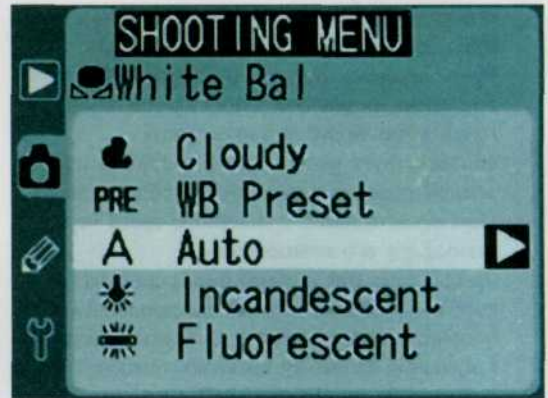 SHOOTING MENU
White Bal
Cloudy
PRE WB Preset
A Auto
Incandescent
Fluorescent